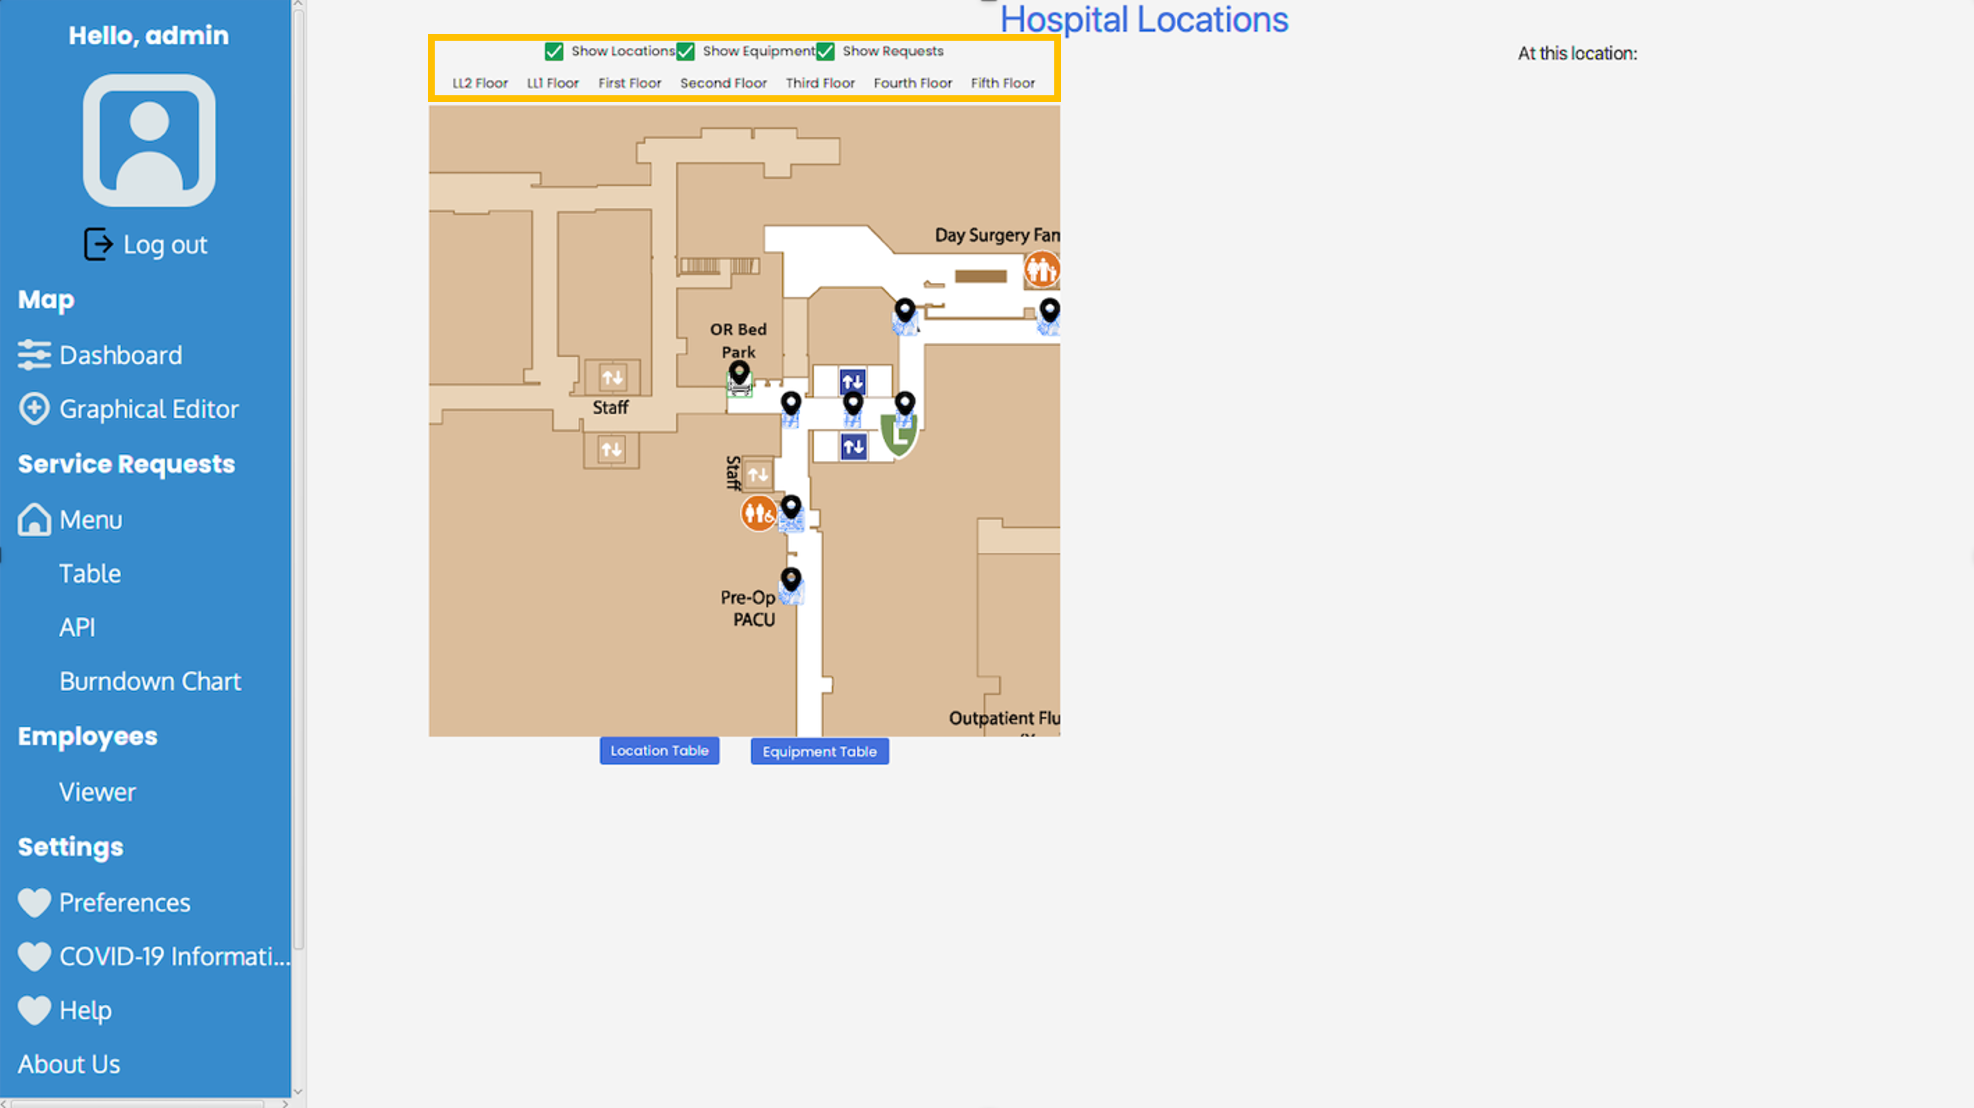 Hello, admin
Log out
Map
Dashboard
Graphical Editor
Service Requests
Menu
Table
API
Burndown Chart
Employees
Viewer
Settings
Preferences
COVID-19 Informati...
Help
About Us
Hospital Locations
Show Locations Show Equipment Show Requests
LL2 Floor LL1 Floor First Floor Second Floor Third Floor Fourth Floor Fifth Floor
At this location:
Day Surgery Fan
OR Bed
Park
Staff
Staff
L
Pre-Op
PACU
Outpatient Flu
Location Table Equipment Table